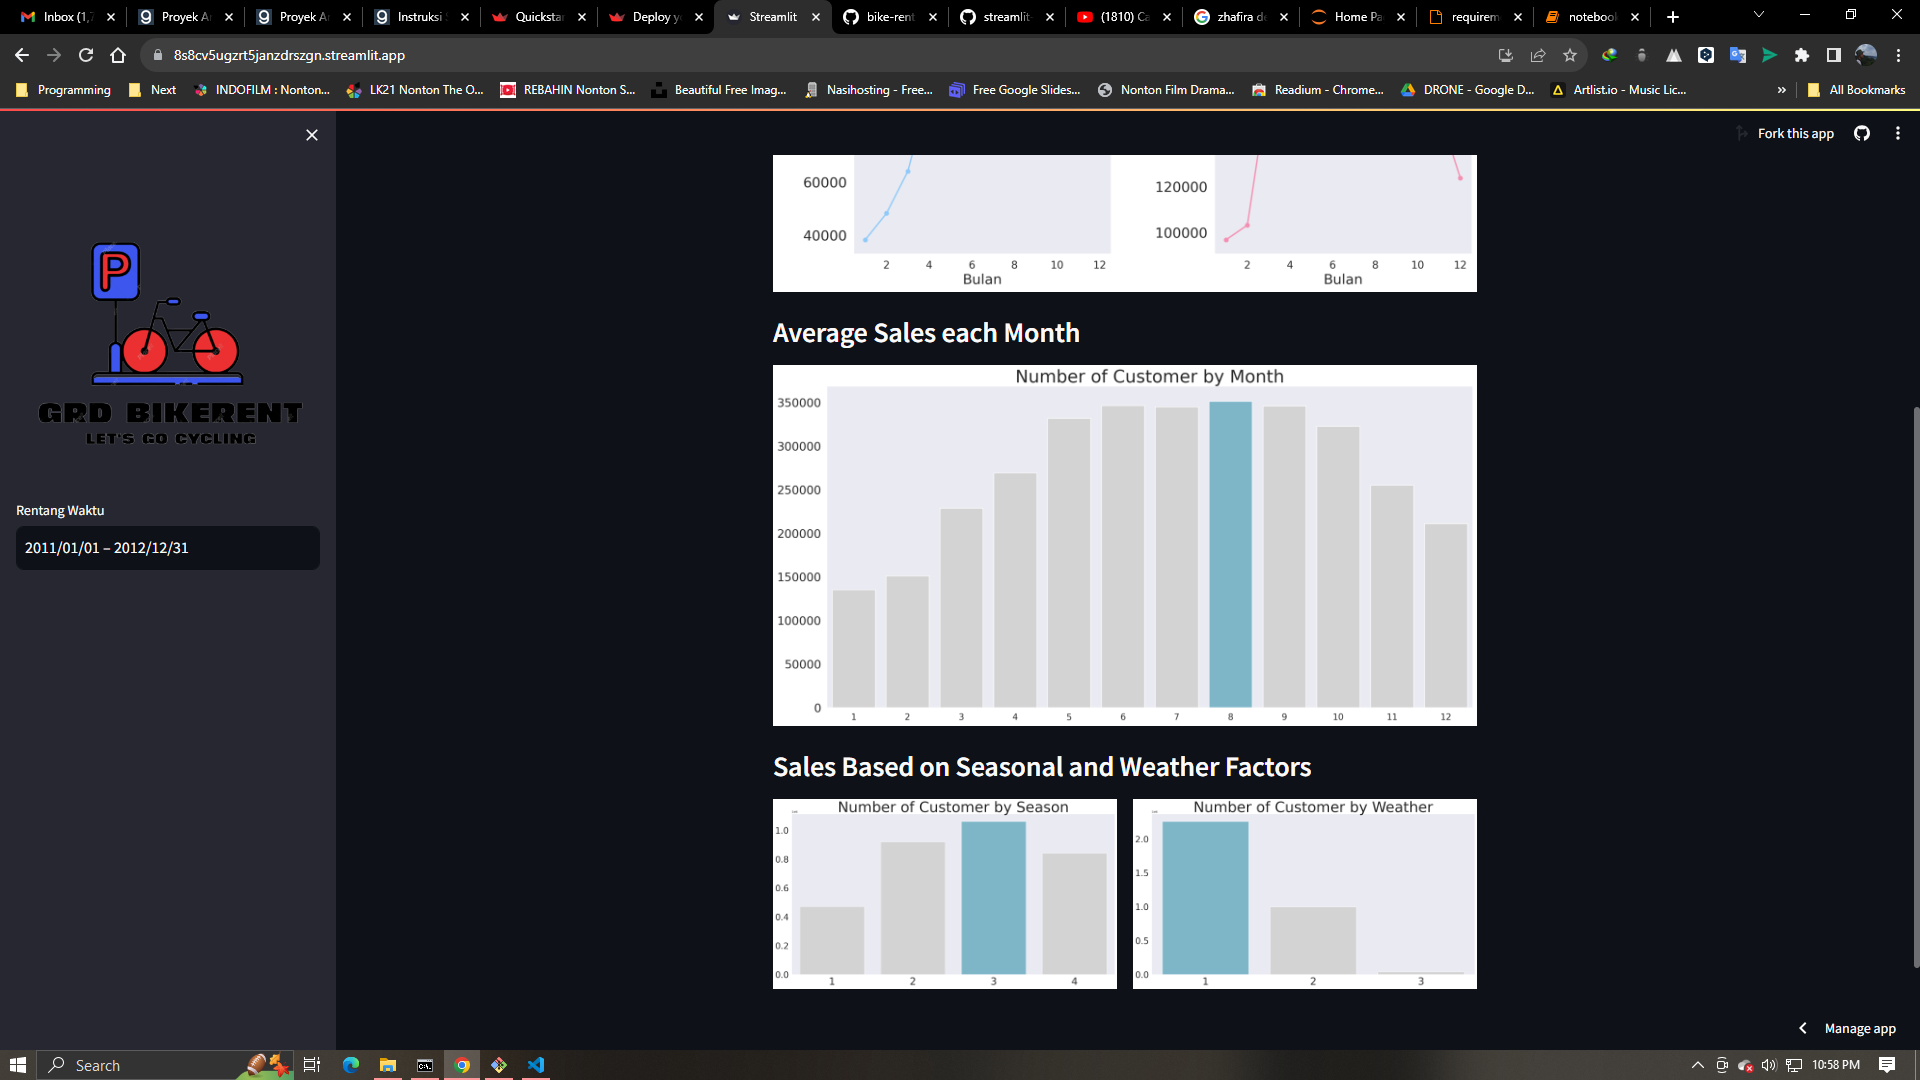 Inbox (1,
Proyek A
Proyek A
Instruksi
Quicksta
Deploy y
Streamlit
bike-rent
streamlit
(1810) Ca
zhafira de
Home Pa
requirem
notebook
8s8cv5ugzrt5janzdrszgn.streamlit.app
Programming
Next
INDOFILM : Nonton...
LK21 Nonton The O...
REBAHIN Nonton S...
Beautiful Free Imag...
Nasihosting - Free...
Free Google Slides...
Nonton Film Drama...
Readium - Chrome...
DRONE - Google D...
Artlist.io - Music Lic...
All Bookmarks
Fork this app
P
GRD BIKERENT
LET'S GO CYCLING
Rentang Waktu
2011/01/01 – 2012/12/31
60000
40000
2 4 6 8 10 12
Bulan
120000
100000
2 4 6 8 10 12
Bulan
Average Sales each Month
Number of Customer by Month
350000
300000
250000
200000
150000
100000
50000
0
1 2 3 4 5 6 7 8 9 10 11 12
Sales Based on Seasonal and Weather Factors
Number of Customer by Season
1.0
0.8
0.6
0.4
0.2
0.0
1 2 3 4
Number of Customer by Weather
2.0
1.5
1.0
0.5
0.0
1 2 3
Manage app
Search
10:58 PM